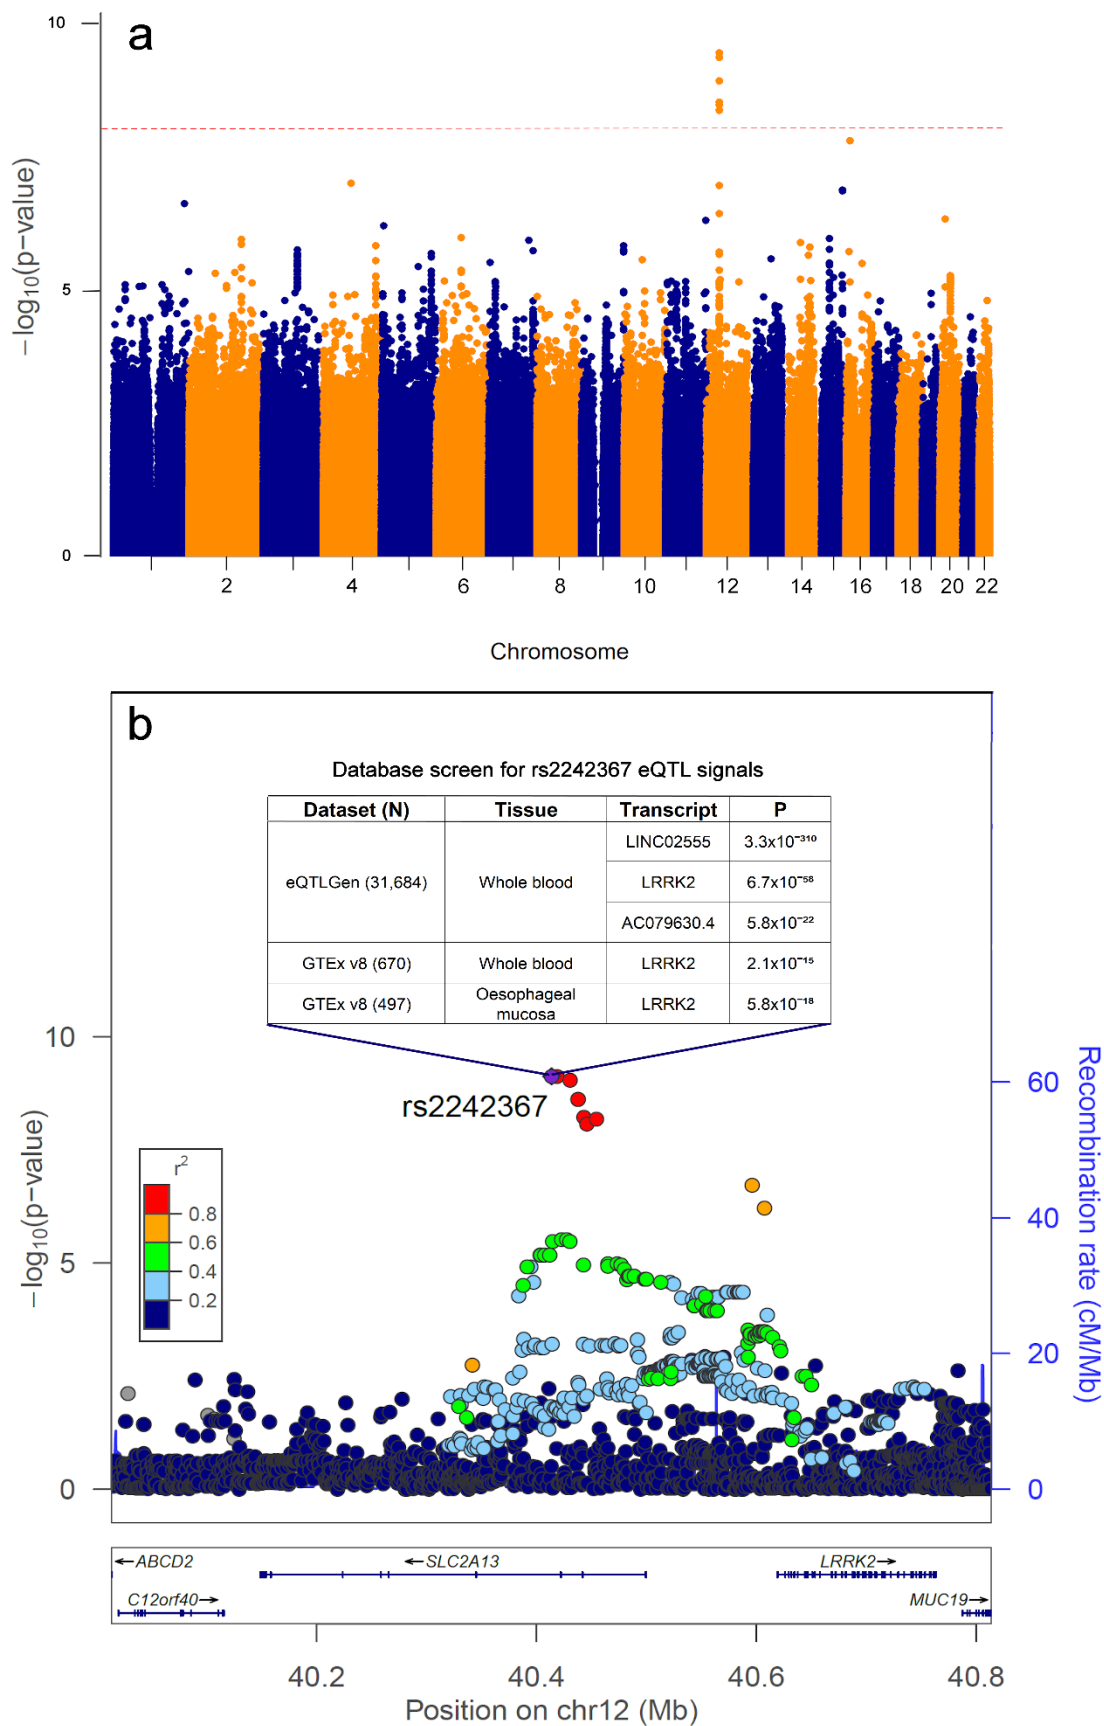 a
10
5
0
−log10(p−value)
2 4 6 8 10 12 14 16 18 20 22
Chromosome
b
Database screen for rs2242367 eQTL signals
Dataset (N) Tissue Transcript P
eQTLGen (31,684) Whole blood LINC02555 3.3x10⁻³¹⁰
LRRK2 6.7x10⁻⁵⁸
AC079630.4 5.8x10⁻²²
GTEx v8 (670) Whole blood LRRK2 2.1x10⁻¹⁵
GTEx v8 (497) Oesophageal mucosa LRRK2 5.8x10⁻¹⁸
rs2242367
10
5
0
−log10(p−value)
r²
0.8
0.6
0.4
0.2
60
40
20
0
Recombination rate (cM/Mb)
←ABCD2
←SLC2A13
LRRK2→
C12orf40→
MUC19→
40.2 40.4 40.6 40.8
Position on chr12 (Mb)